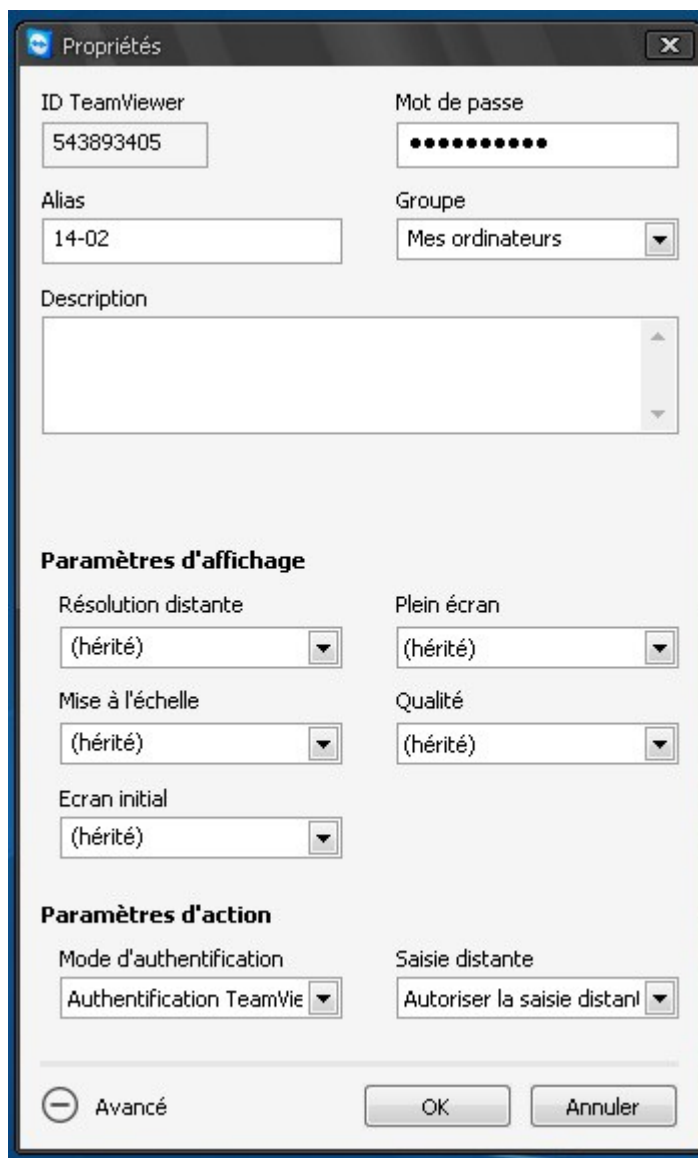 Propriétés
ID TeamViewer
Mot de passe
543893405
••••••••••
Alias
Groupe
14-02
Mes ordinateurs
Description
Paramètres d'affichage
Résolution distante
Plein écran
(hérité)
(hérité)
Mise à l'échelle
Qualité
(hérité)
(hérité)
Ecran initial
(hérité)
Paramètres d'action
Mode d'authentification
Saisie distante
Authentification TeamVie
Autoriser la saisie distant
Avancé
OK
Annuler